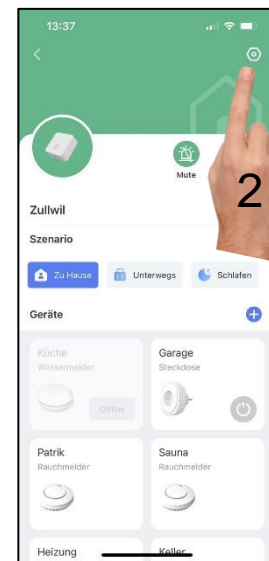 13:37
Mute
2
Zullwil
Szenario
Zu Hause Unterwegs Schlafen
Geräte
Küche Garage
Wassermelder Steckdose
Offline
Patrik Sauna
Rauchmelder Rauchmelder
Heizung Keller